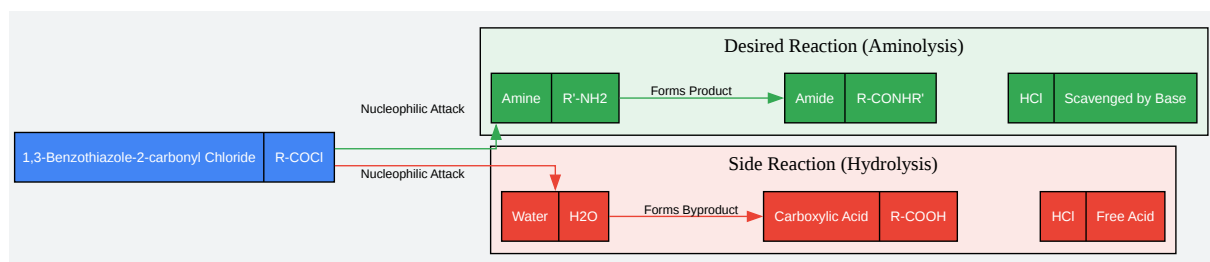 Desired Reaction (Aminolysis)
Amine R'-NH2
Forms Product
Amide R-CONHR'
HCl Scavenged by Base
Nucleophilic Attack
1,3-Benzothiazole-2-carbonyl Chloride R-COCl
Nucleophilic Attack
Side Reaction (Hydrolysis)
Water H2O
Forms Byproduct
Carboxylic Acid R-COOH
HCl Free Acid